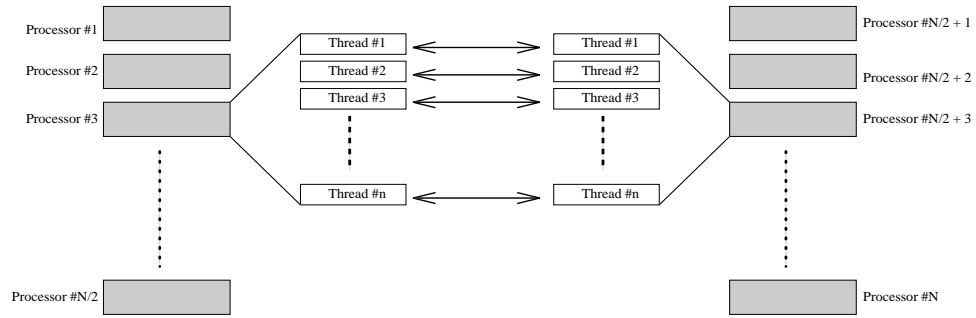 Processor #1
Processor #2
Processor #3
Processor #N/2
Thread #1
Thread #2
Thread #3
Thread #n
Thread #1
Thread #2
Thread #3
Thread #n
Processor #N/2 + 1
Processor #N/2 + 2
Processor #N/2 + 3
Processor #N